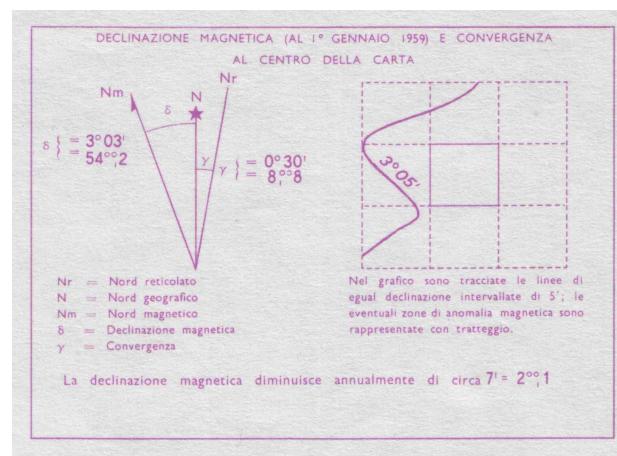 DECLINAZIONE MAGNETICA (AL 1° GENNAIO 1959) E CONVERGENZA
AL CENTRO DELLA CARTA
Nm
N
Nr
δ
δ } = 3°03'
} = 54°°,2
γ
γ } = 0°30'
} = 8°°,8
3°05'
Nr = Nord reticolato
N = Nord geografico
Nm = Nord magnetico
δ = Declinazione magnetica
γ = Convergenza
Nel grafico sono tracciate le linee di
egual declinazione intervallate di 5'; le
eventuali zone di anomalia magnetica sono
rappresentate con tratteggio.
La declinazione magnetica diminuisce annualmente di circa 7' = 2°°,1